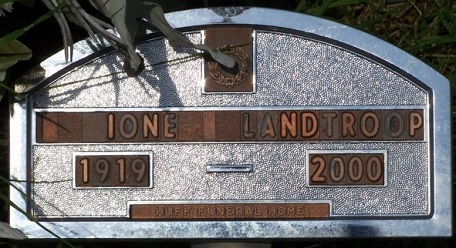 IONE LANDTROOP
1919 — 2000
HUFF FUNERAL HOME